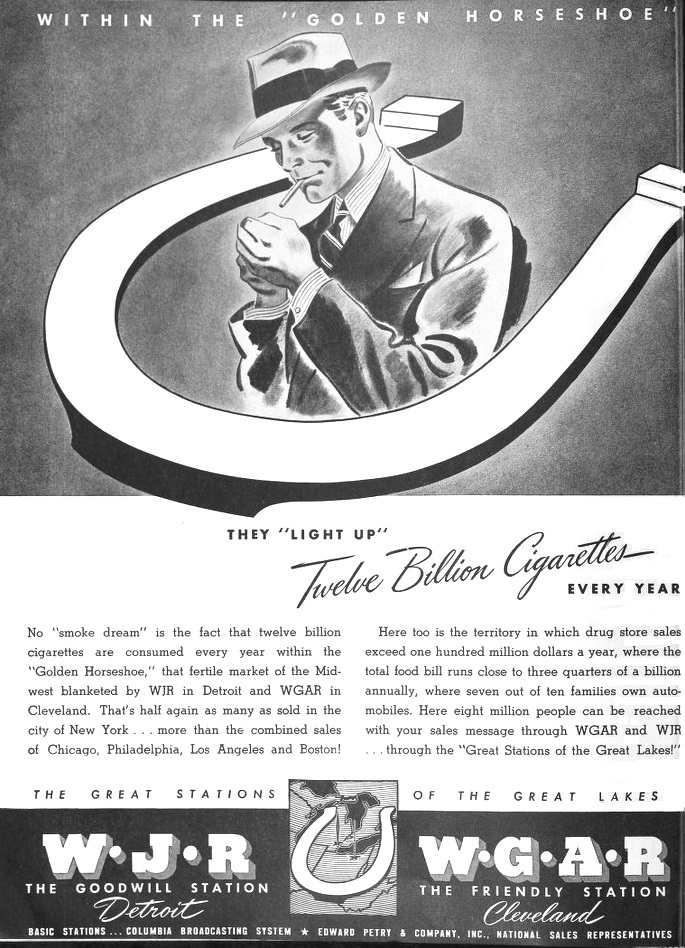 WITHIN THE "GOLDEN HORSESHOE"
THEY "LIGHT UP"
Twelve Billion Cigarettes
EVERY YEAR
No "smoke dream" is the fact that twelve billion
cigarettes are consumed every year within the
"Golden Horseshoe," that fertile market of the Mid-
west blanketed by WJR in Detroit and WGAR in
Cleveland. That's half again as many as sold in the
city of New York . . . more than the combined sales
of Chicago, Philadelphia, Los Angeles and Boston!
Here too is the territory in which drug store sales
exceed one hundred million dollars a year, where the
total food bill runs close to three quarters of a billion
annually, where seven out of ten families own auto-
mobiles. Here eight million people can be reached
with your sales message through WGAR and WJR
. . . through the "Great Stations of the Great Lakes!"
THE GREAT STATIONS OF THE GREAT LAKES
W·J·R
THE GOODWILL STATION
Detroit
W·G·A·R
THE FRIENDLY STATION
Cleveland
BASIC STATIONS ... COLUMBIA BROADCASTING SYSTEM ★ EDWARD PETRY & COMPANY, INC., NATIONAL SALES REPRESENTATIVES